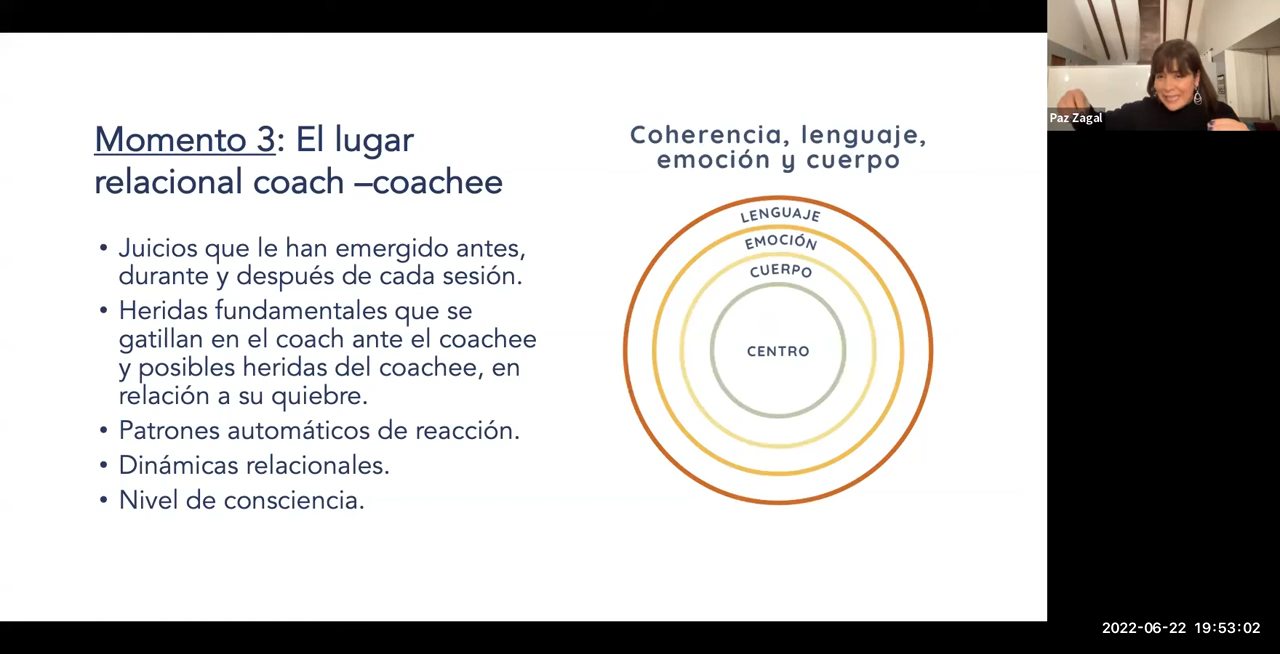 Momento 3: El lugar
relacional coach –coachee
• Juicios que le han emergido antes,
durante y después de cada sesión.
• Heridas fundamentales que se
gatillan en el coach ante el coachee
y posibles heridas del coachee, en
relación a su quiebre.
• Patrones automáticos de reacción.
• Dinámicas relacionales.
• Nivel de consciencia.
Coherencia, lenguaje,
emoción y cuerpo
LENGUAJE
EMOCIÓN
CUERPO
CENTRO
Paz Zagal
2022-06-22 19:53:02